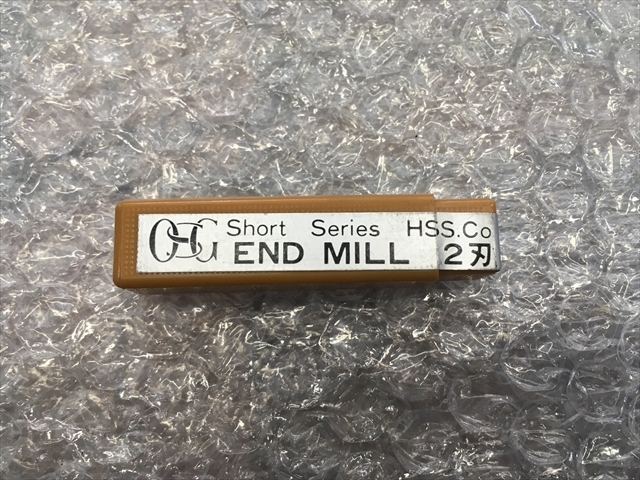 OSG Short Series HSS.Co
END MILL 2刃